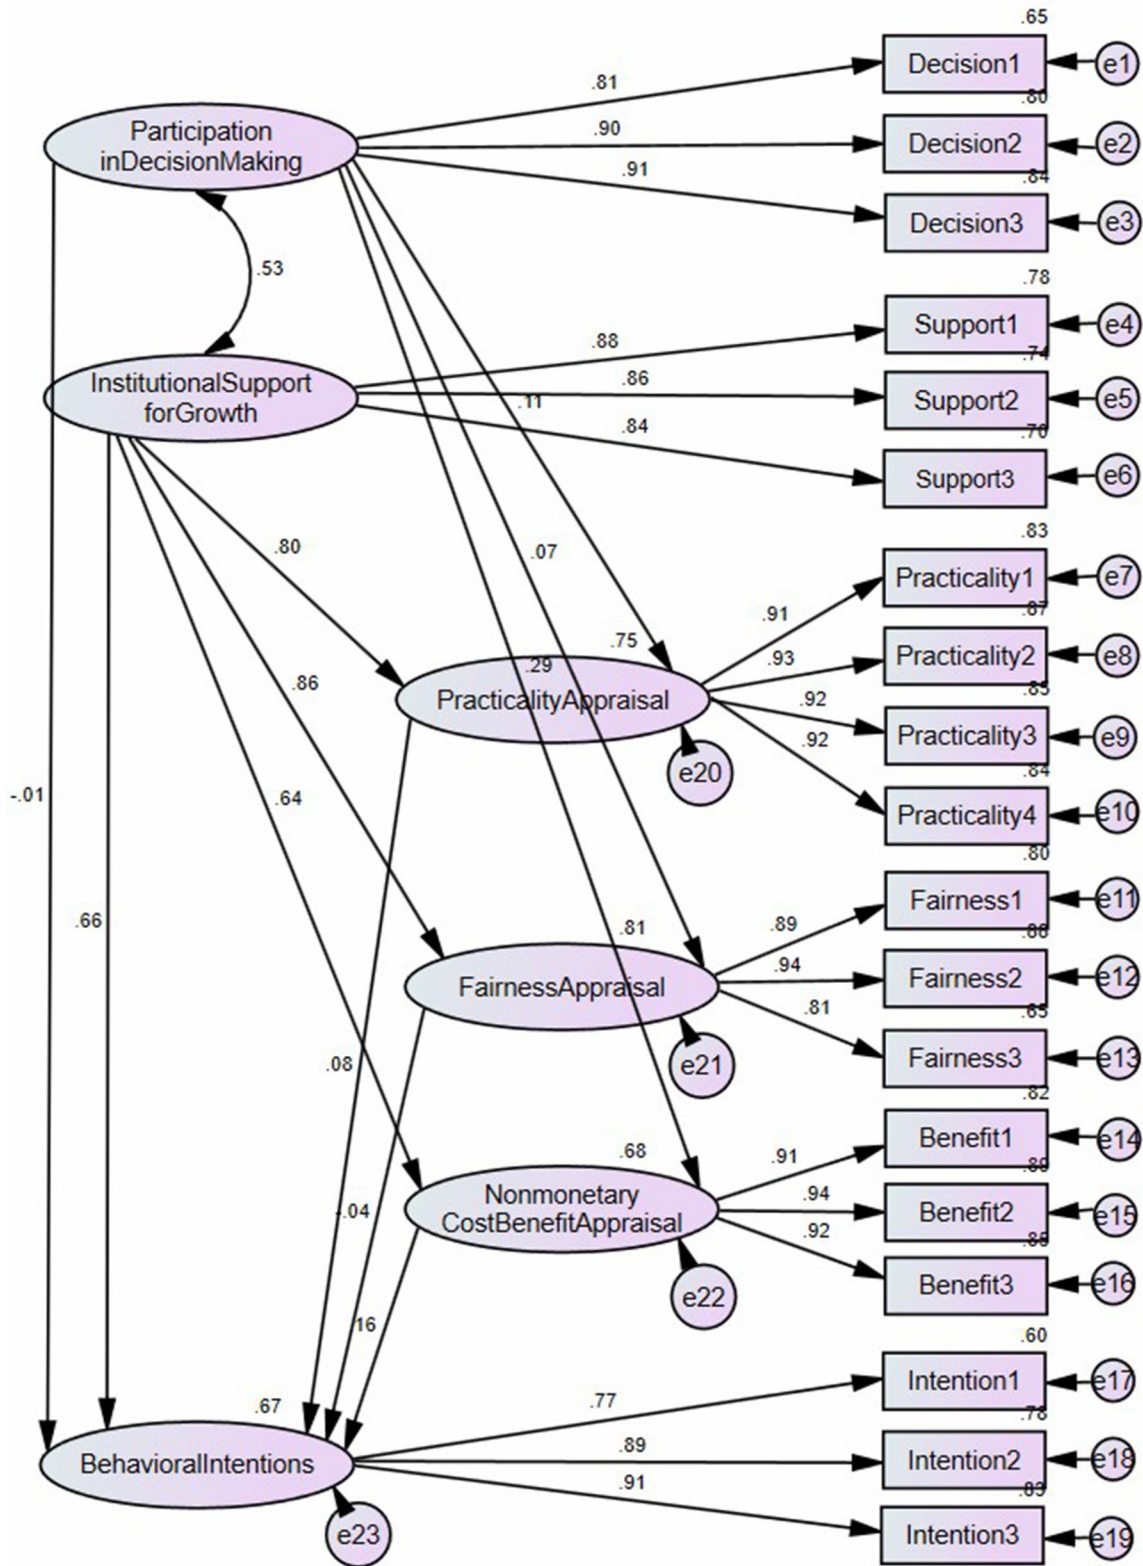 .65
Decision1
e1
.81
.80
Participation
inDecisionMaking
.90
Decision2
e2
.91
.84
Decision3
e3
.53
.78
Support1
e4
.88
.74
InstitutionalSupport
forGrowth
.86
.11
Support2
e5
.84
.70
Support3
e6
.83
.80
.07
Practicality1
e7
.91
.87
.75
.93
Practicality2
e8
.86
.29
PracticalityAppraisal
.92
.85
Practicality3
e9
.92
e20
.84
-.01
.64
Practicality4
e10
.80
Fairness1
e11
.66
.81
.89
.88
.94
Fairness2
e12
FairnessAppraisal
.81
.65
.08
e21
Fairness3
e13
.82
Benefit1
e14
.68
.91
.89
Nonmonetary
CostBenefitAppraisal
.94
Benefit2
e15
-.04
.92
.85
e22
Benefit3
e16
.16
.60
Intention1
e17
.67
.77
.78
BehavioralIntentions
.89
Intention2
e18
.91
.83
e23
Intention3
e19